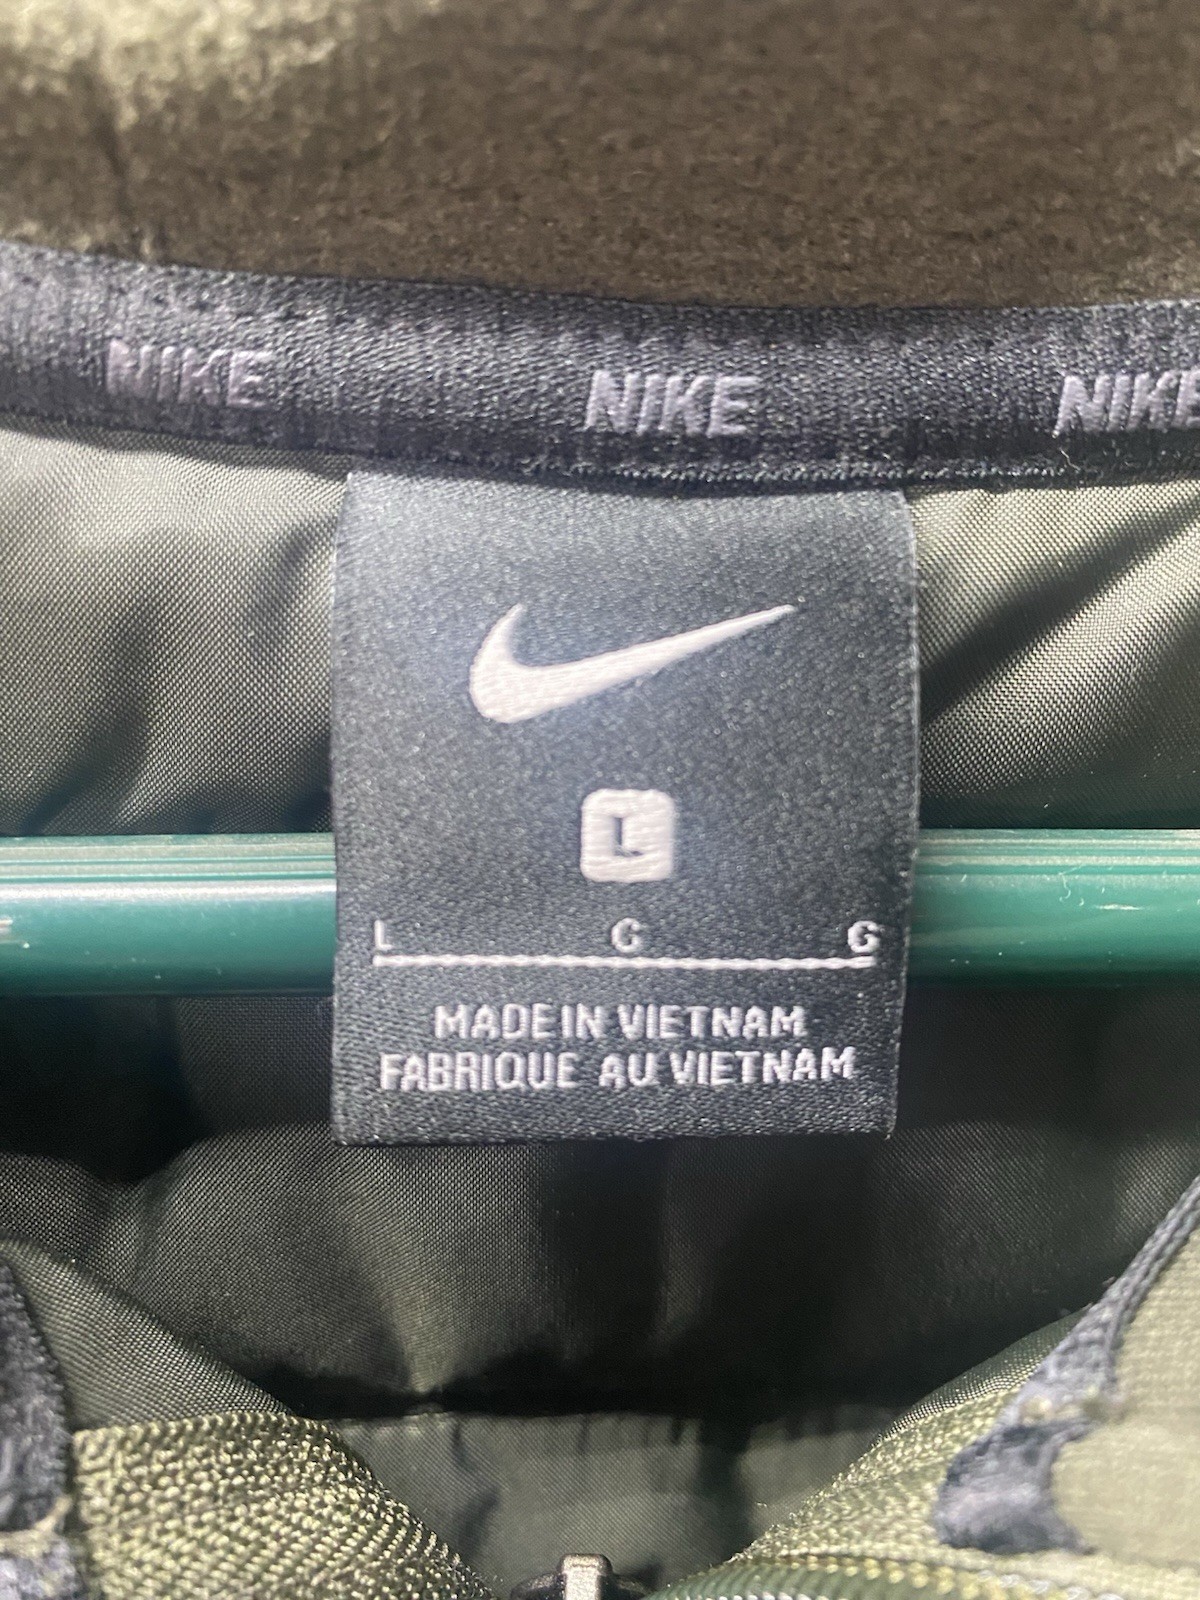 NIKE NIKE NIKE
L
L G G
MADE IN VIETNAM
FABRIQUE AU VIETNAM